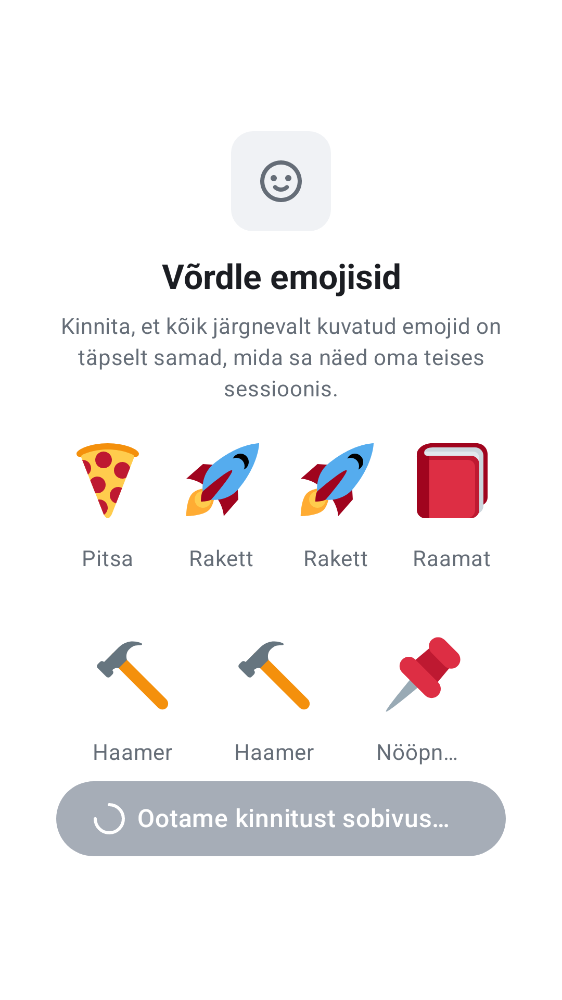 Võrdle emojisid
Kinnita, et kõik järgnevalt kuvatud emojid on
täpselt samad, mida sa näed oma teises
sessioonis.
Pitsa Rakett Rakett Raamat
Haamer Haamer Nööpn…
Ootame kinnitust sobivus…